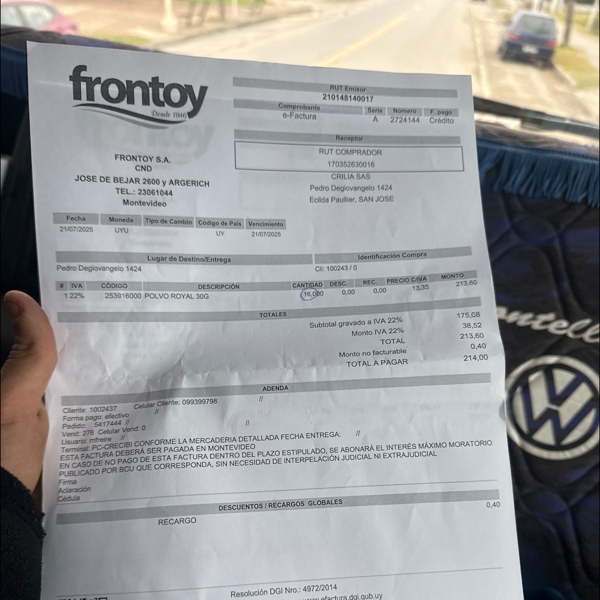 frontoy
Desde 1946
FRONTOY S.A.
CND
JOSE DE BEJAR 2600 y ARGERICH
TEL.: 23061044
Montevideo
RUT Emisor
210148140017
Comprobante Serie Número F. pago
e-Factura A 2724144 Crédito
Receptor
RUT COMPRADOR
170352630016
CRILIA SAS
Pedro Degiovangelo 1424
Ecilda Paullier, SAN JOSE
Fecha Moneda Tipo de Cambio Código de País Vencimiento
21/07/2025 UYU UY 21/07/2025
Lugar de Destino/Entrega Identificación Compra
Pedro Degiovangelo 1424 Cli: 100243 / 0
# IVA CÓDIGO DESCRIPCIÓN CANTIDAD DESC. REC. PRECIO C/IVA MONTO
1 22% 253918000 POLVO ROYAL 30G 16,000 0,00 0,00 13,35 213,60
TOTALES
Subtotal gravado a IVA 22% 175,08
Monto IVA 22% 38,52
TOTAL 213,60
Monto no facturable 0,40
TOTAL A PAGAR 214,00
ADENDA
Cliente: 1002437 Celular Cliente: 099399798 //
Forma pago: efectivo //
Pedido: 5417444 // //
Vend: 276 Celular Vend: 0
Usuario: mfreire //
Terminal: PC-CRECIBI CONFORME LA MERCADERIA DETALLADA FECHA ENTREGA: //
ESTA FACTURA DEBERÁ SER PAGADA EN MONTEVIDEO
EN CASO DE NO PAGO DE ESTA FACTURA DENTRO DEL PLAZO ESTIPULADO, SE ABONARÁ EL INTERÉS MÁXIMO MORATORIO
PUBLICADO POR BCU QUE CORRESPONDA, SIN NECESIDAD DE INTERPELACIÓN JUDICIAL NI EXTRAJUDICIAL
Firma
Aclaración
Cédula
DESCUENTOS / RECARGOS GLOBALES
RECARGO 0,40
Resolución DGI Nro.: 4972/2014